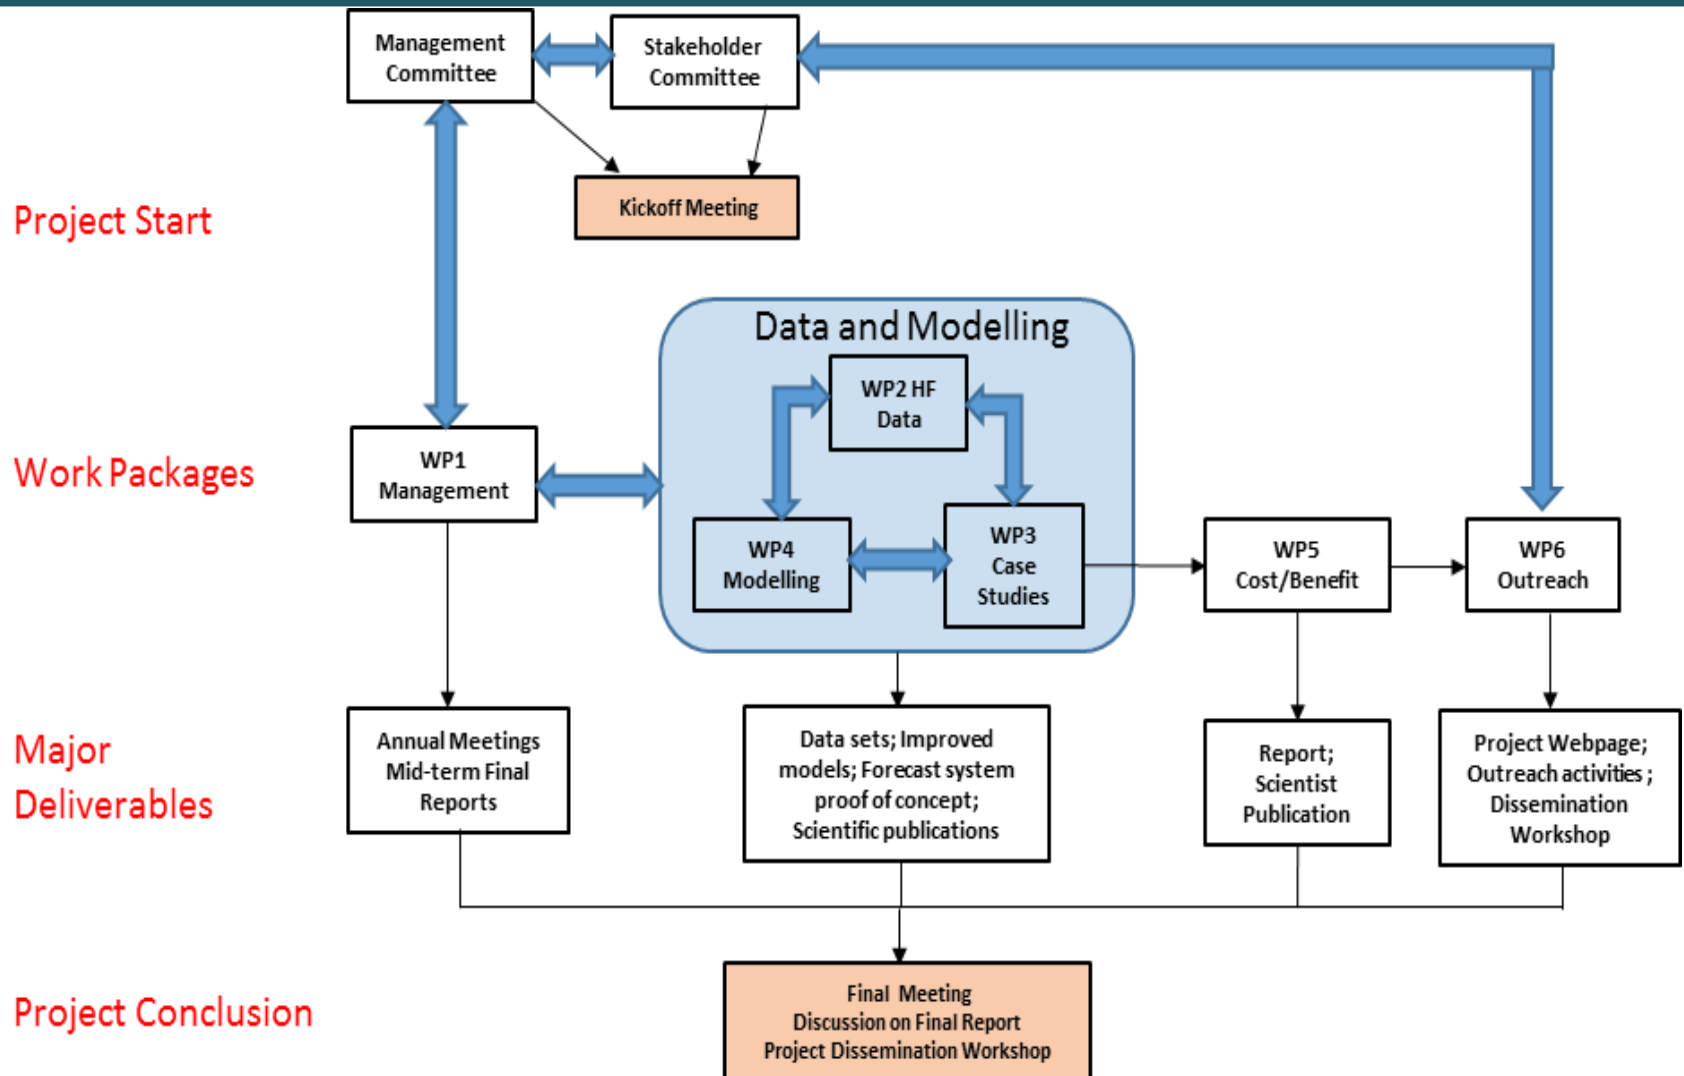 Management
Committee
Stakeholder
Committee
Project Start
Kickoff Meeting
Data and Modelling
WP2 HF
Data
Work Packages
WP1
Management
WP4
Modelling
WP3
Case
Studies
WP5
Cost/Benefit
WP6
Outreach
Major
Deliverables
Annual Meetings
Mid-term Final
Reports
Data sets; Improved
models; Forecast system
proof of concept;
Scientific publications
Report;
Scientist
Publication
Project Webpage;
Outreach activities ;
Dissemination
Workshop
Project Conclusion
Final Meeting
Discussion on Final Report
Project Dissemination Workshop